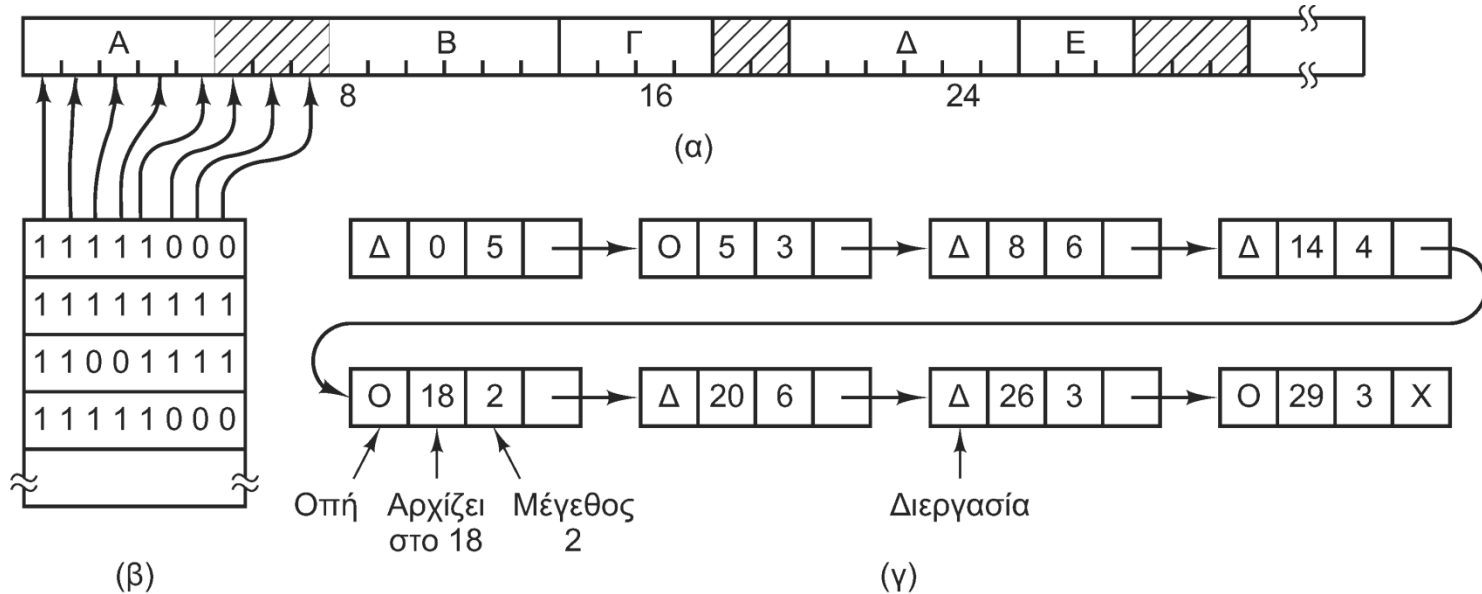 Α Β Γ Δ Ε
8 16 24
(α)
1 1 1 1 1 0 0 0
1 1 1 1 1 1 1 1
1 1 0 0 1 1 1 1
1 1 1 1 1 0 0 0
(β)
Δ 0 5 Ο 5 3 Δ 8 6 Δ 14 4
Ο 18 2 Δ 20 6 Δ 26 3 Ο 29 3 Χ
Οπή
Αρχίζει
στο 18
Μέγεθος
2
Διεργασία
(γ)